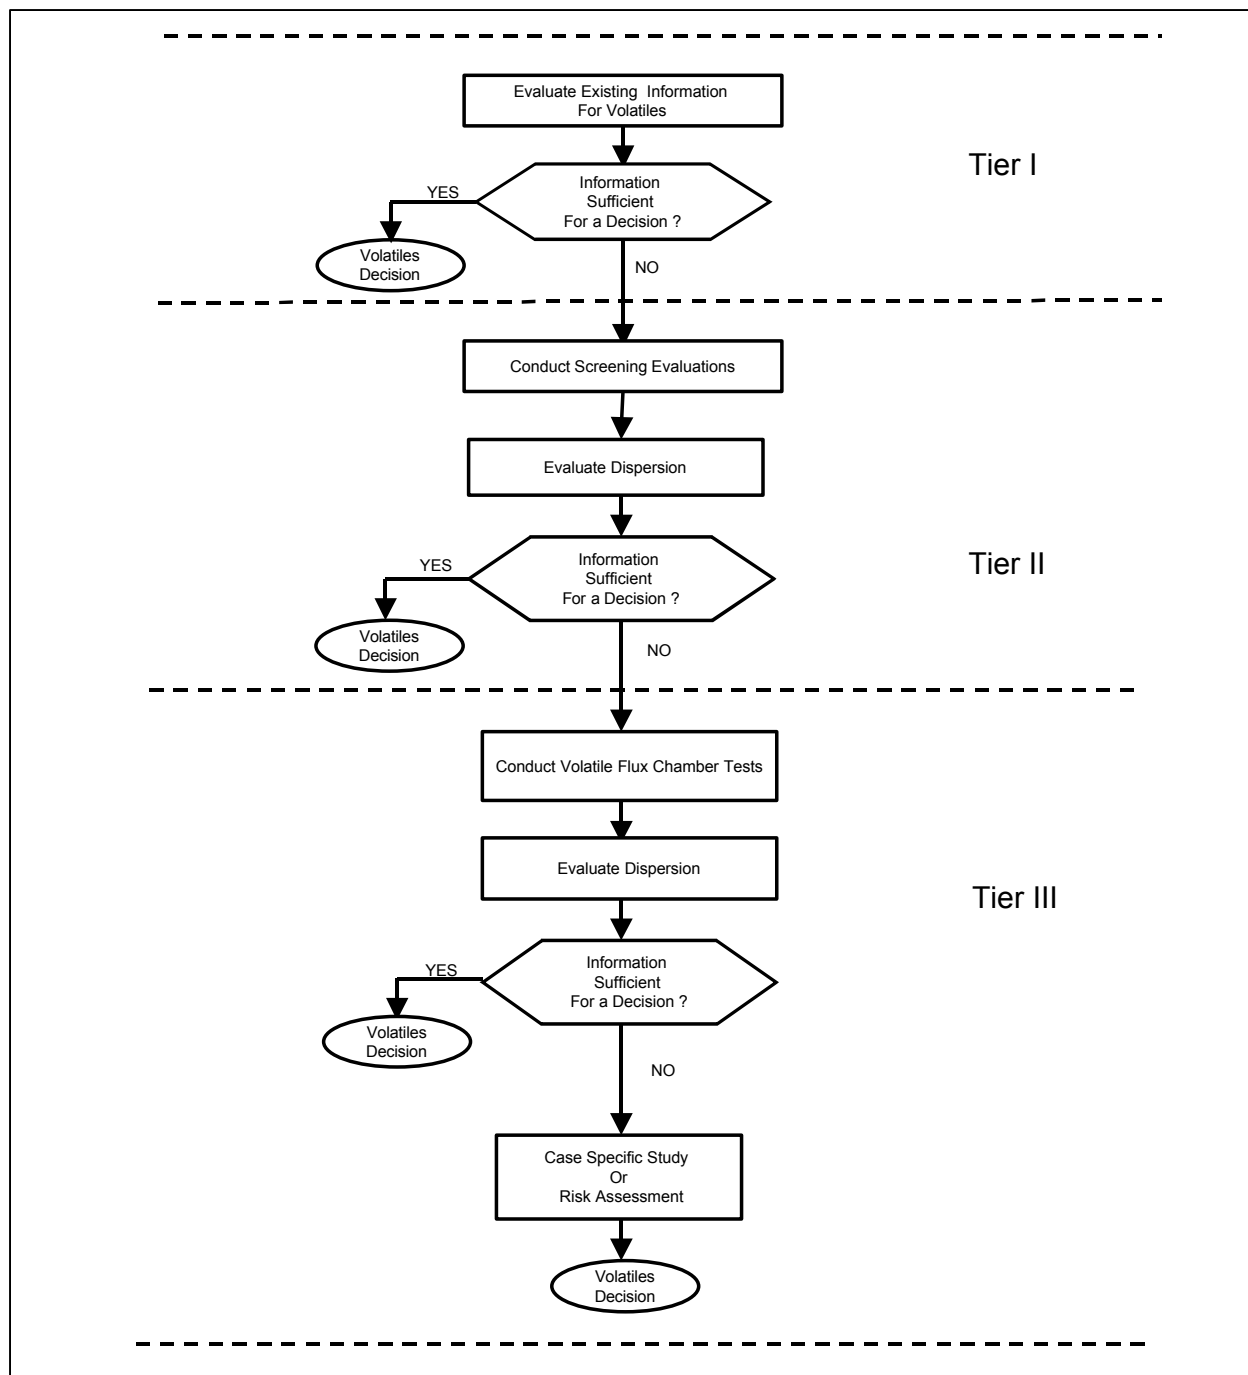 Evaluate Existing Information
For Volatiles
Tier I
Information
Sufficient
For a Decision ?
YES
Volatiles
Decision
NO
Conduct Screening Evaluations
Evaluate Dispersion
Tier II
Information
Sufficient
For a Decision ?
YES
Volatiles
Decision
NO
Conduct Volatile Flux Chamber Tests
Evaluate Dispersion
Tier III
Information
Sufficient
For a Decision ?
YES
Volatiles
Decision
NO
Case Specific Study
Or
Risk Assessment
Volatiles
Decision